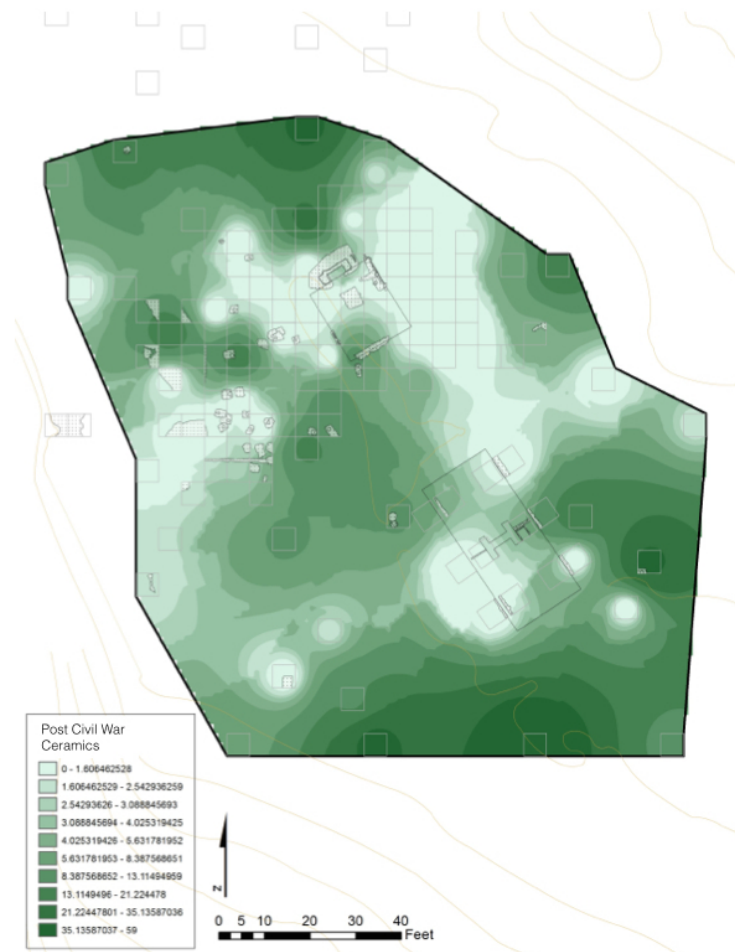 Post Civil War
Ceramics
0 - 1.606462528
1.606462529 - 2.542936259
2.54293626 - 3.088845693
3.088845694 - 4.025319425
4.025319426 - 5.631781952
5.631781953 - 8.387568651
8.387568652 - 13.11494959
13.1149496 - 21.224478
21.22447801 - 35.13587036
35.13587037 - 59
N
0 5 10 20 30 40
Feet